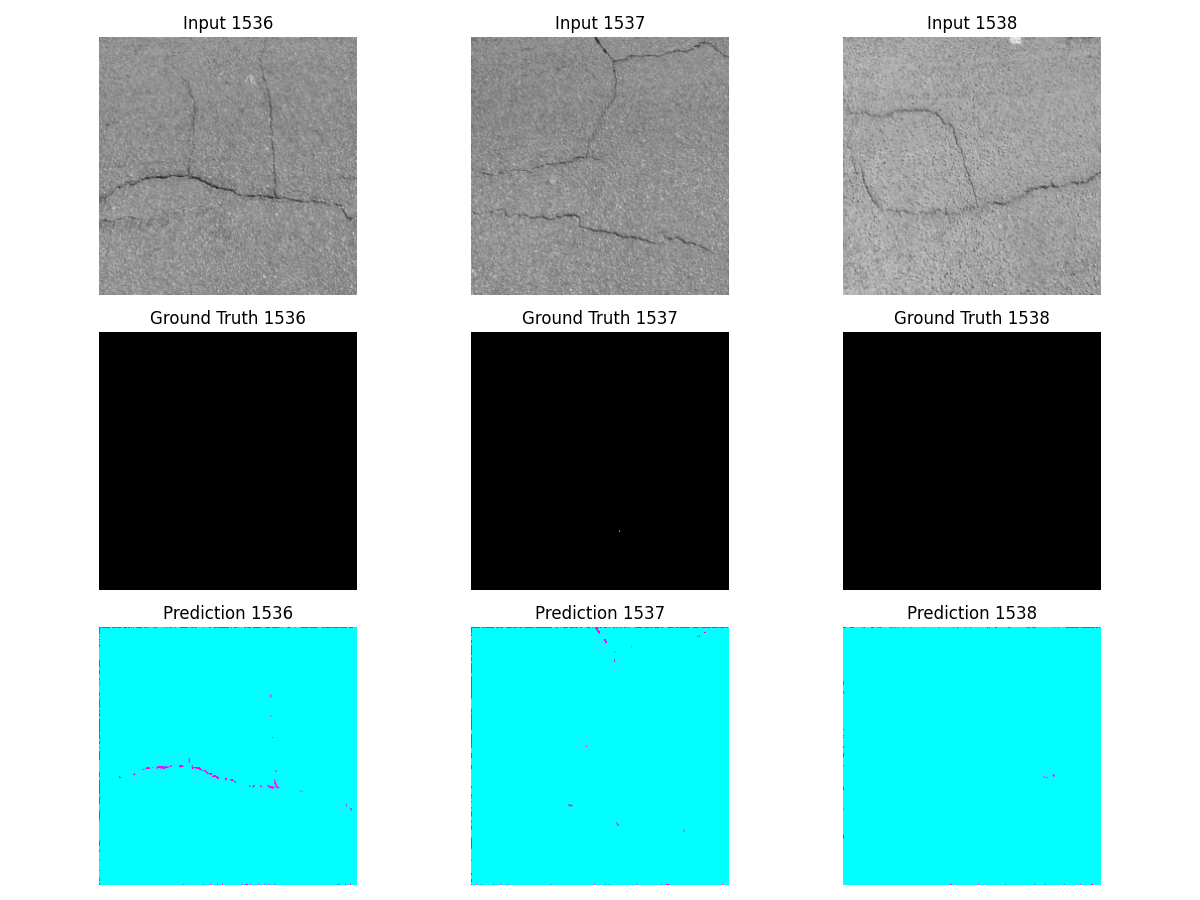 Input 1536
Input 1537
Input 1538
Ground Truth 1536
Ground Truth 1537
Ground Truth 1538
Prediction 1536
Prediction 1537
Prediction 1538